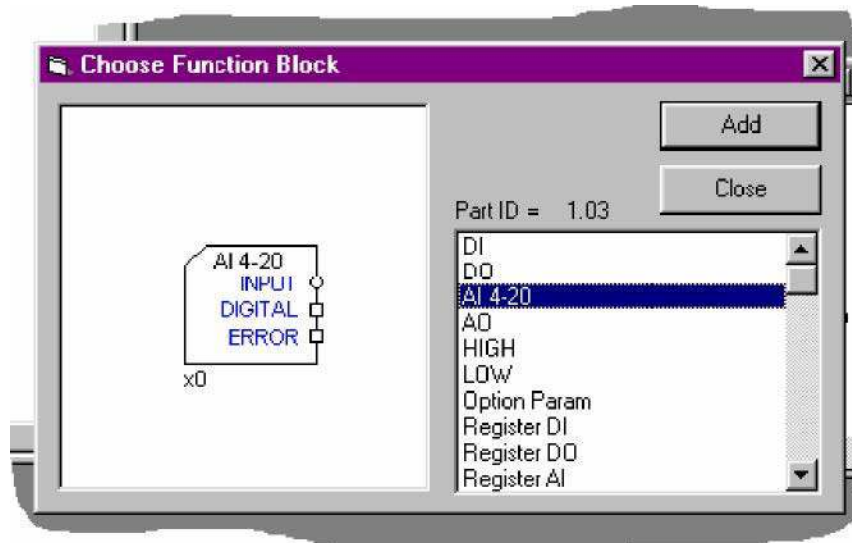 Choose Function Block
Add
Close
Part ID = 1.03
AI 4-20
INPUT
DIGITAL
ERROR
x0
DI
DO
AI 4-20
AO
HIGH
LOW
Option Param
Register DI
Register DO
Register AI